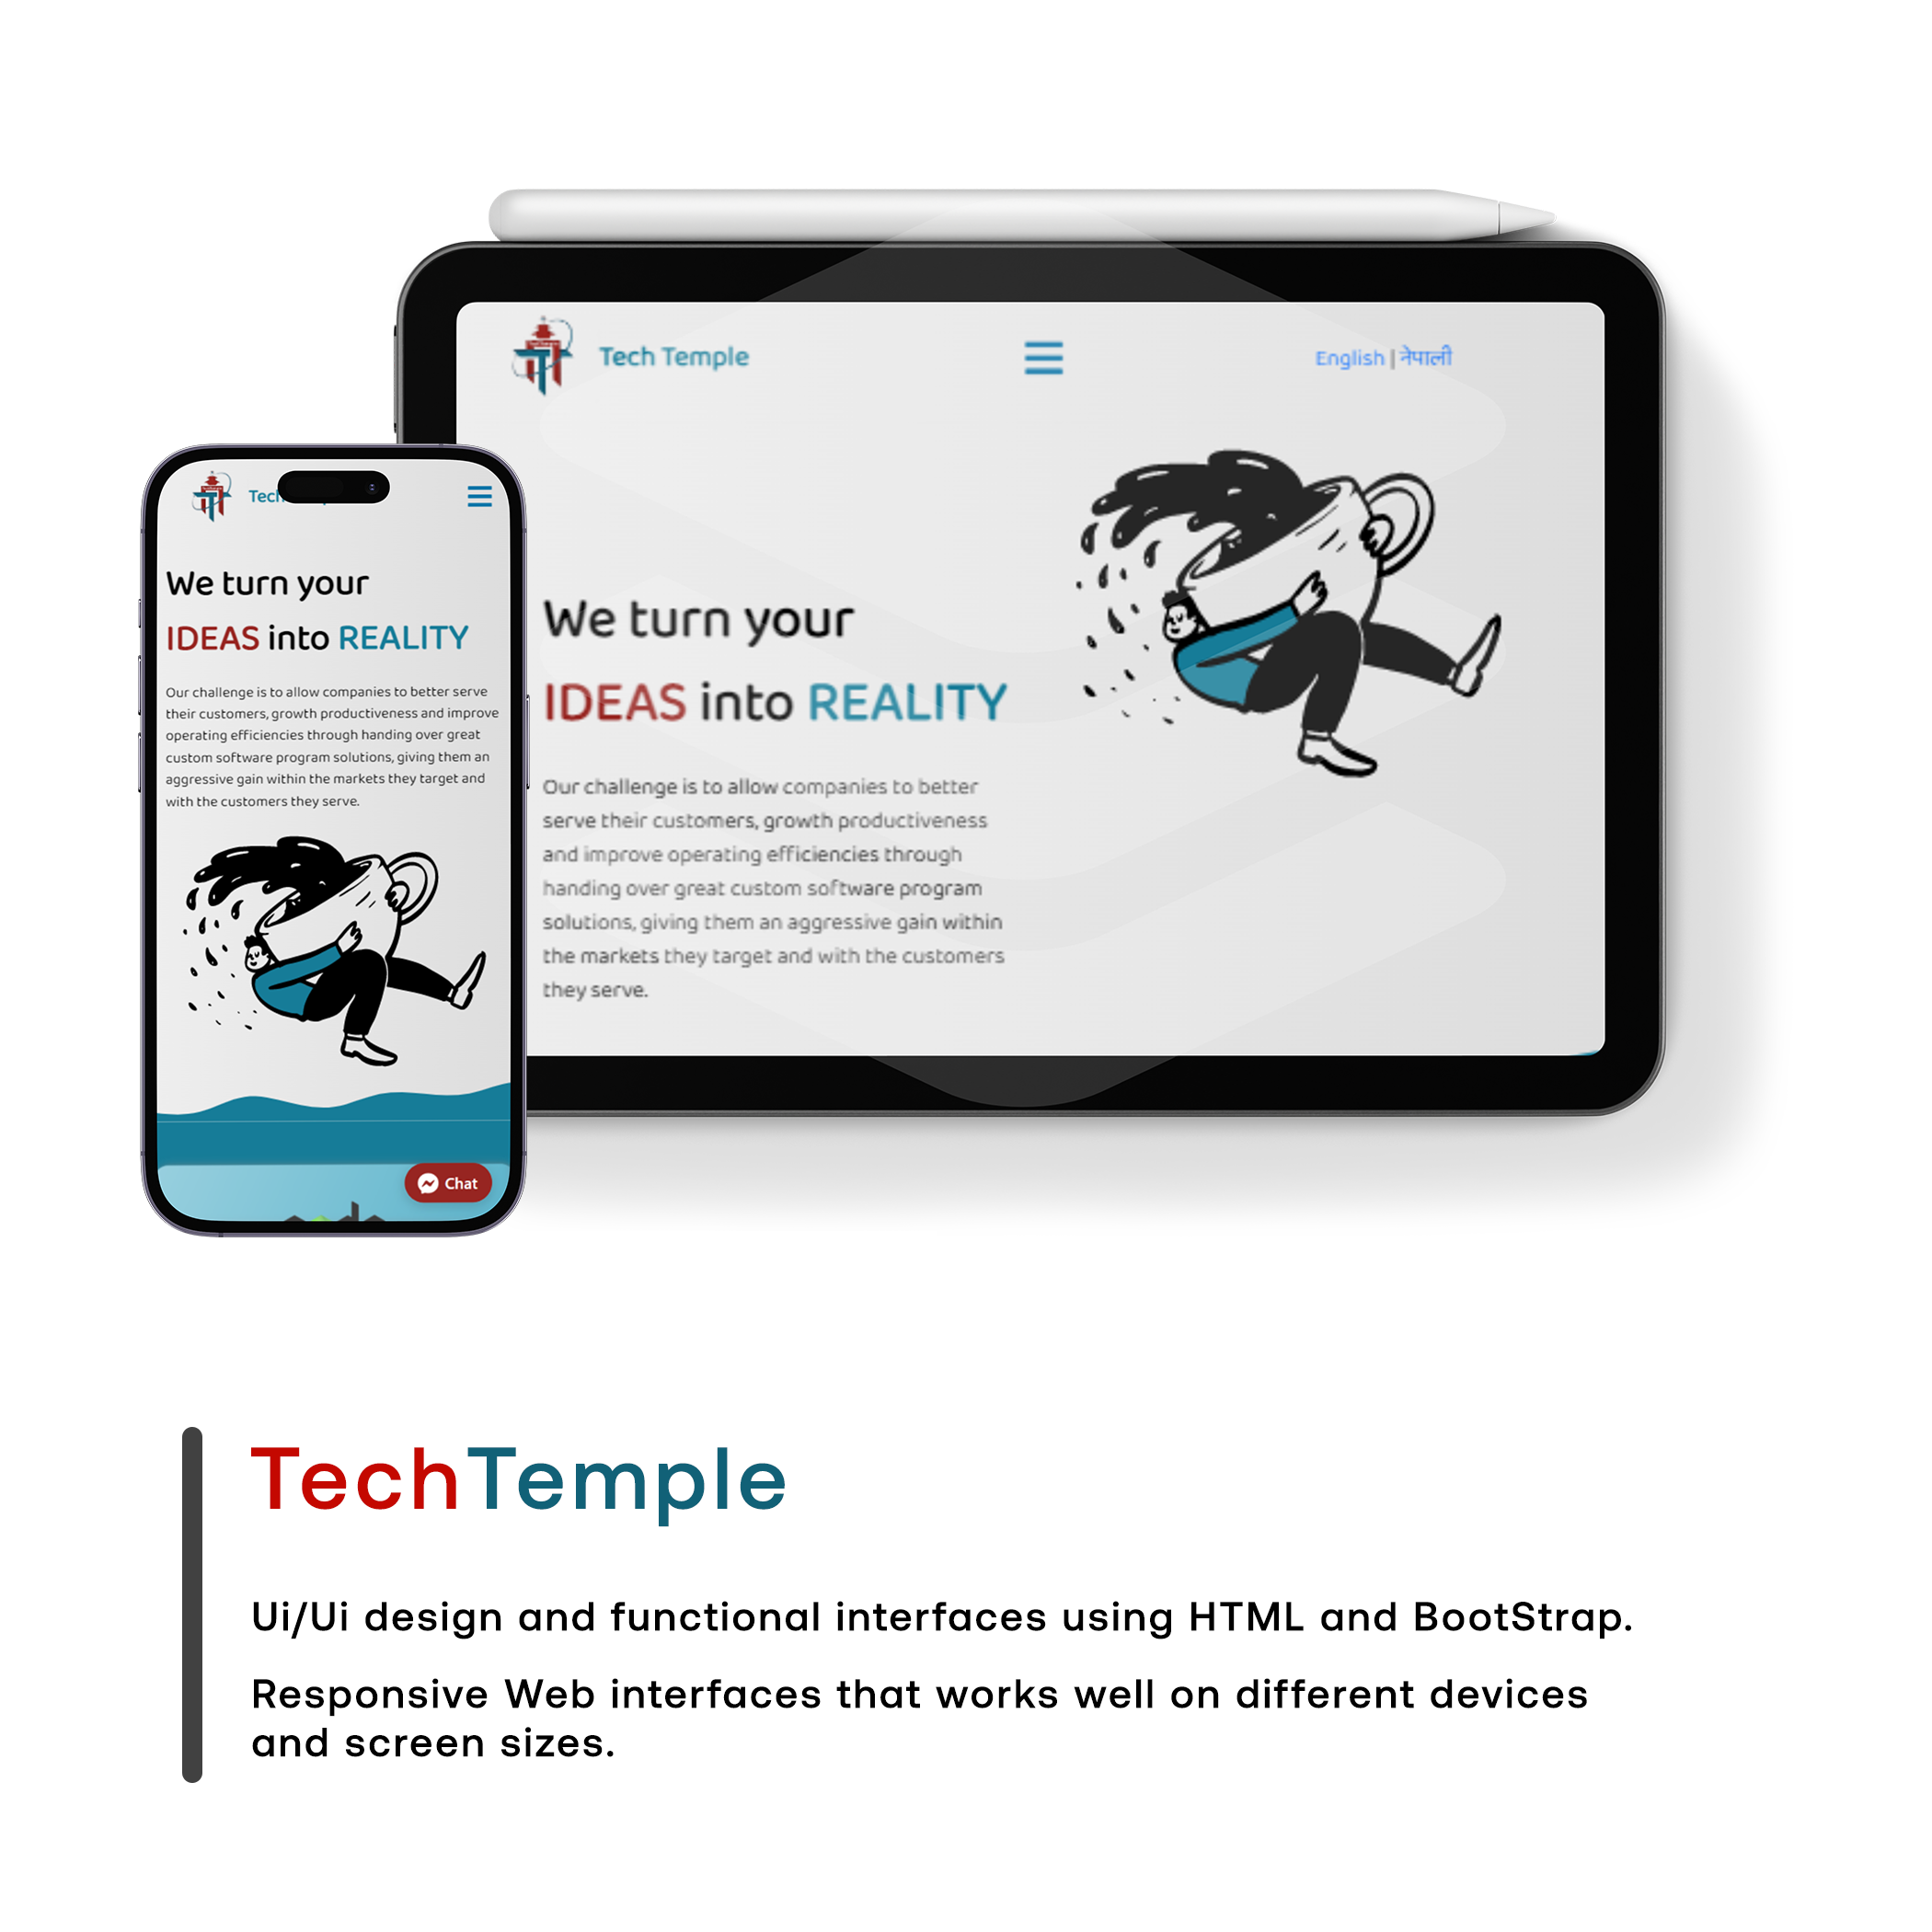 Tech Temple
English | नेपाली
We turn your
IDEAS into REALITY
Our challenge is to allow companies to better
serve their customers, growth productiveness
and improve operating efficiencies through
handing over great custom software program
solutions, giving them an aggressive gain within
the markets they target and with the customers
they serve.
Tech
We turn your
IDEAS into REALITY
Our challenge is to allow companies to better serve
their customers, growth productiveness and improve
operating efficiencies through handing over great
custom software program solutions, giving them an
aggressive gain within the markets they target and
with the customers they serve.
Chat
TechTemple
Ui/Ui design and functional interfaces using HTML and BootStrap.
Responsive Web interfaces that works well on different devices
and screen sizes.